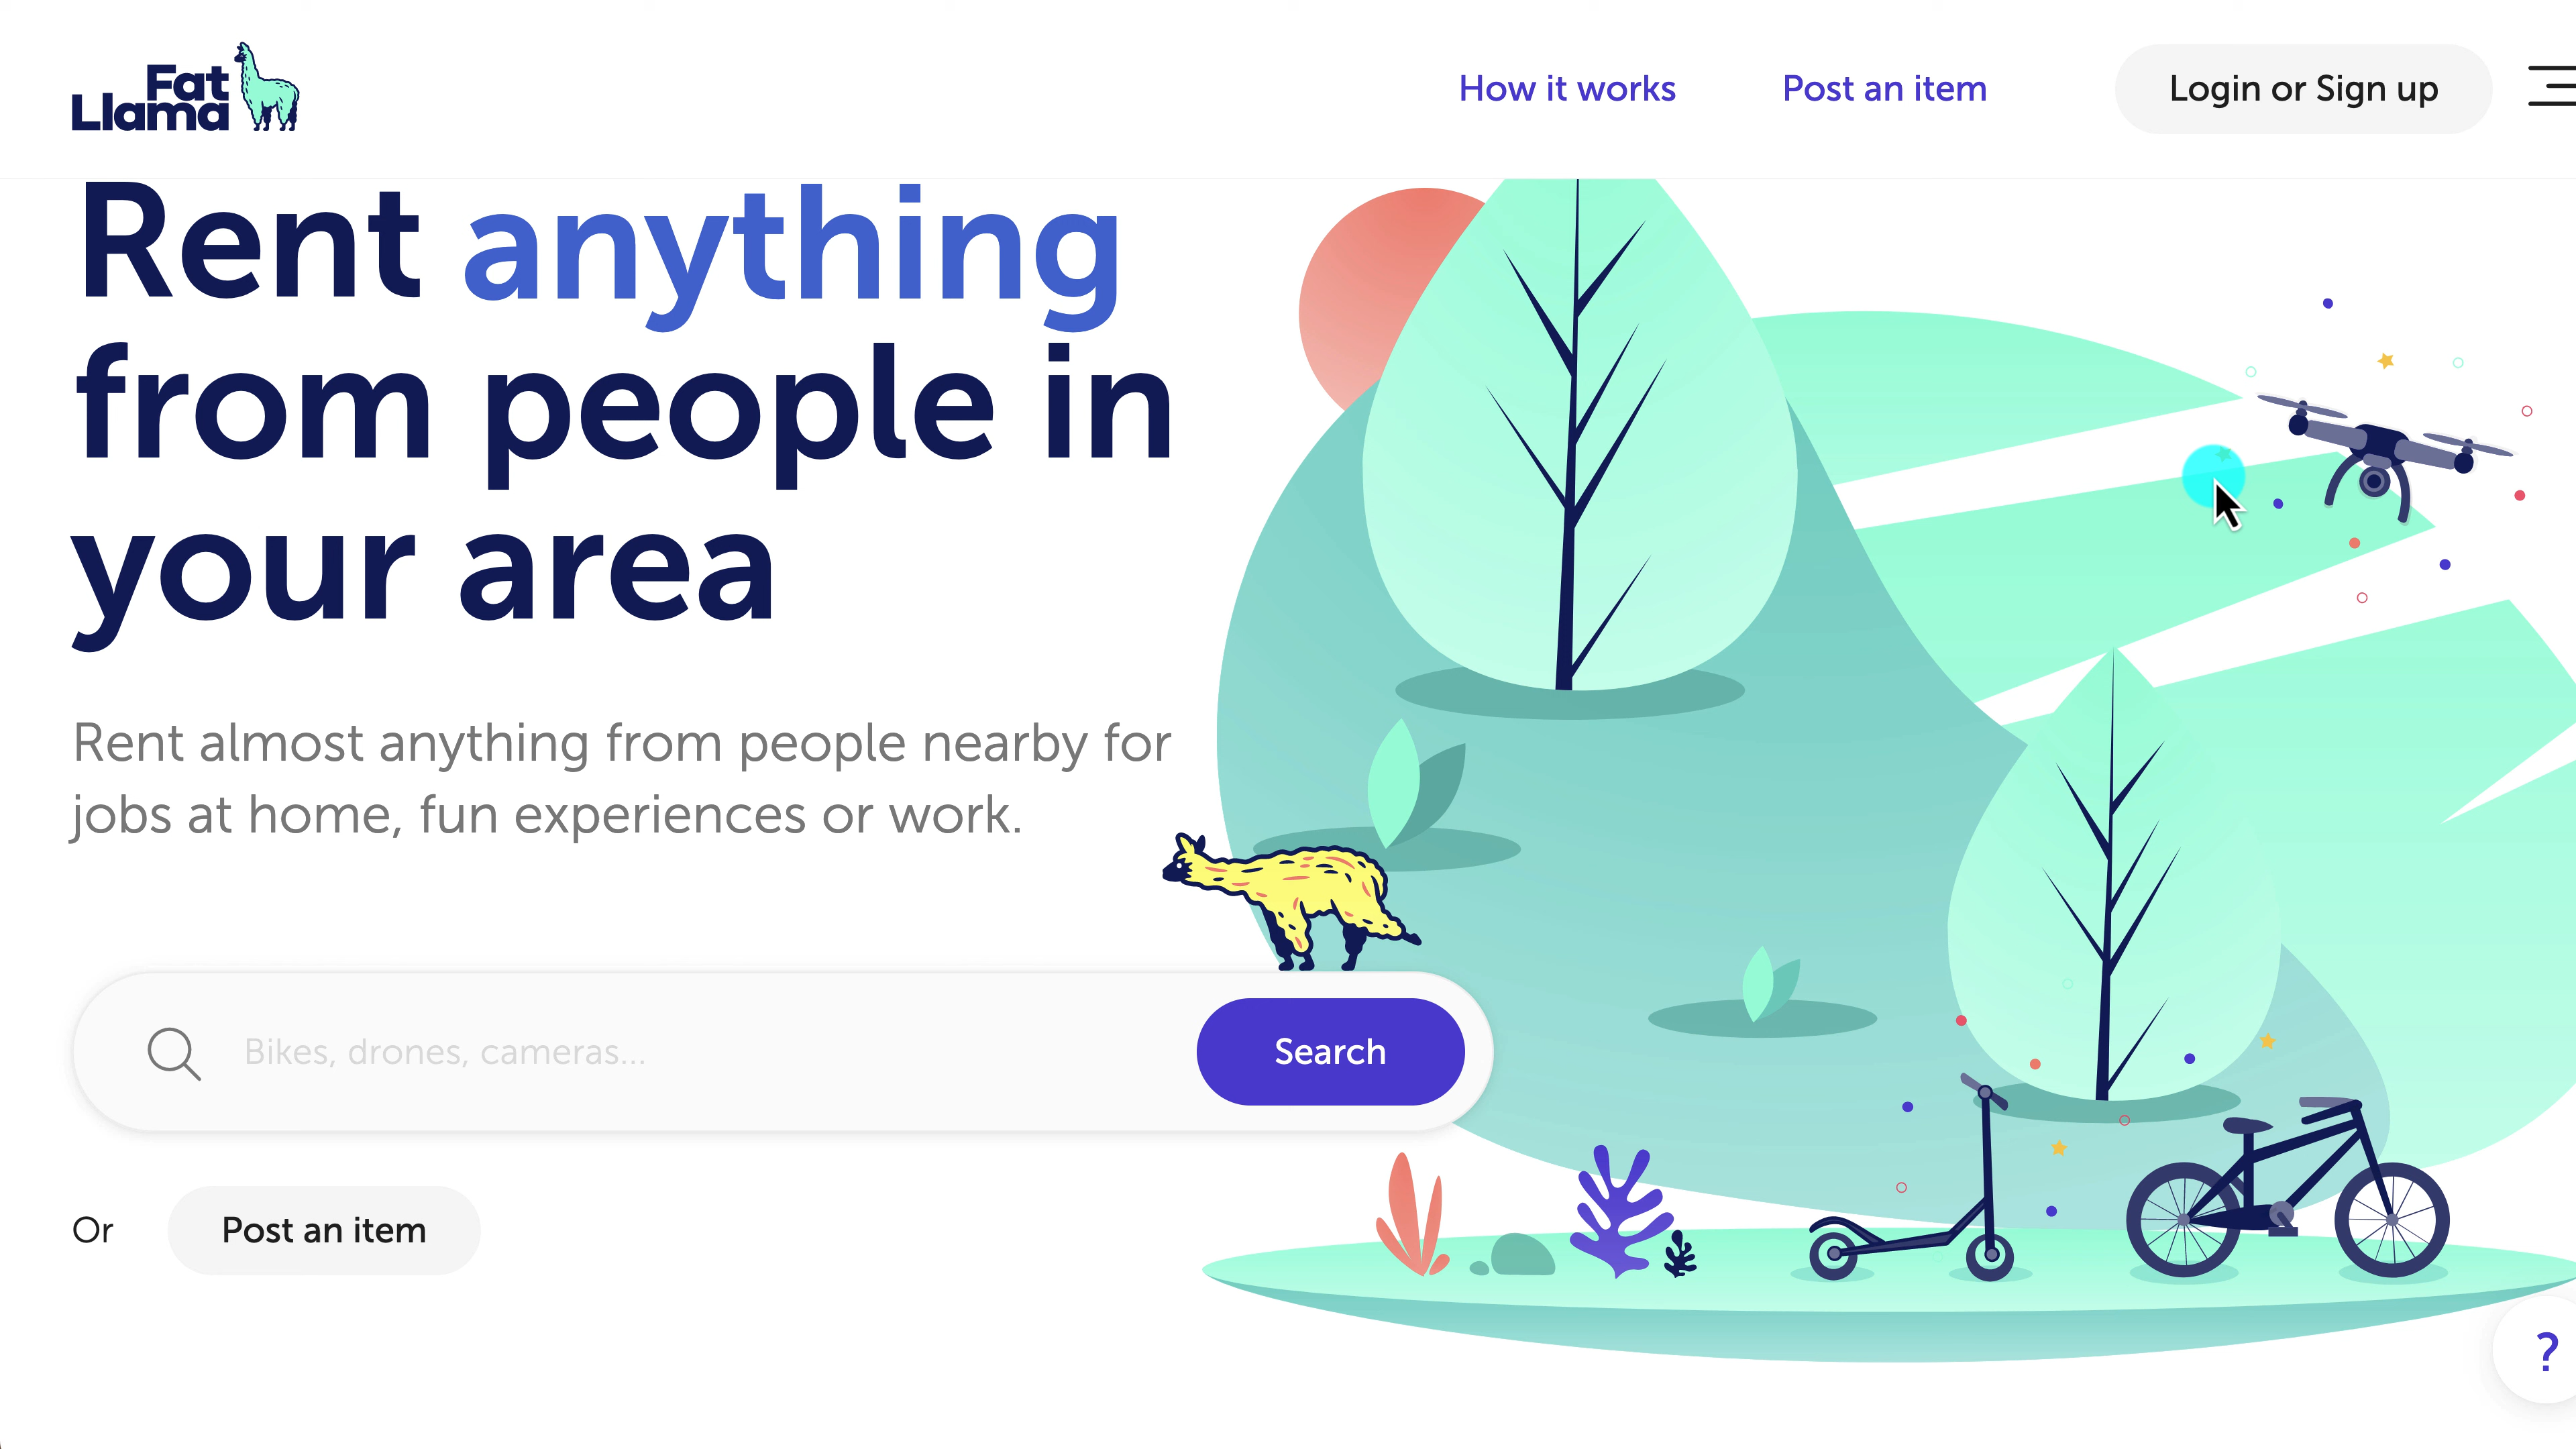 Fat
Llama
How it works
Post an item
Login or Sign up
Rent anything
from people in
your area
Rent almost anything from people nearby for
jobs at home, fun experiences or work.
Bikes, drones, cameras...
Search
Or
Post an item
?